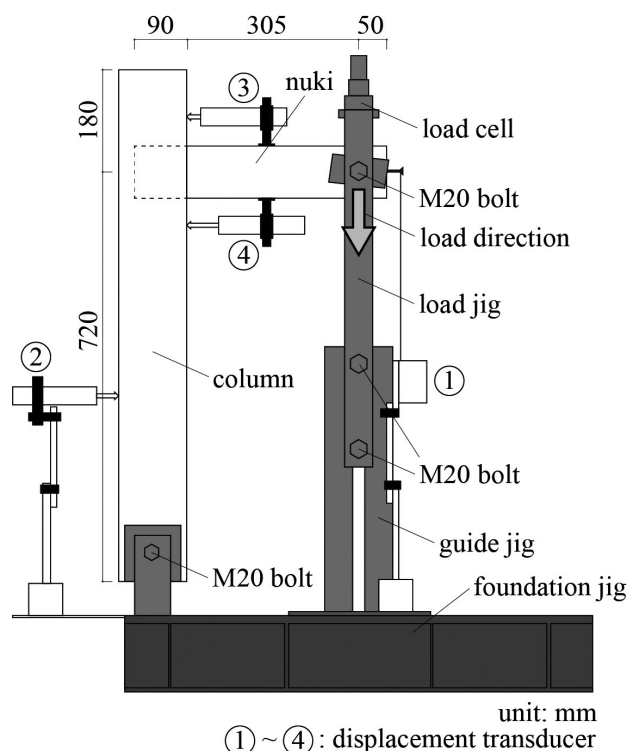 90 305 50
③
nuki
180
load cell
M20 bolt
④
load direction
720
load jig
②
column
①
M20 bolt
guide jig
M20 bolt
foundation jig
unit: mm
① ~ ④ : displacement transducer